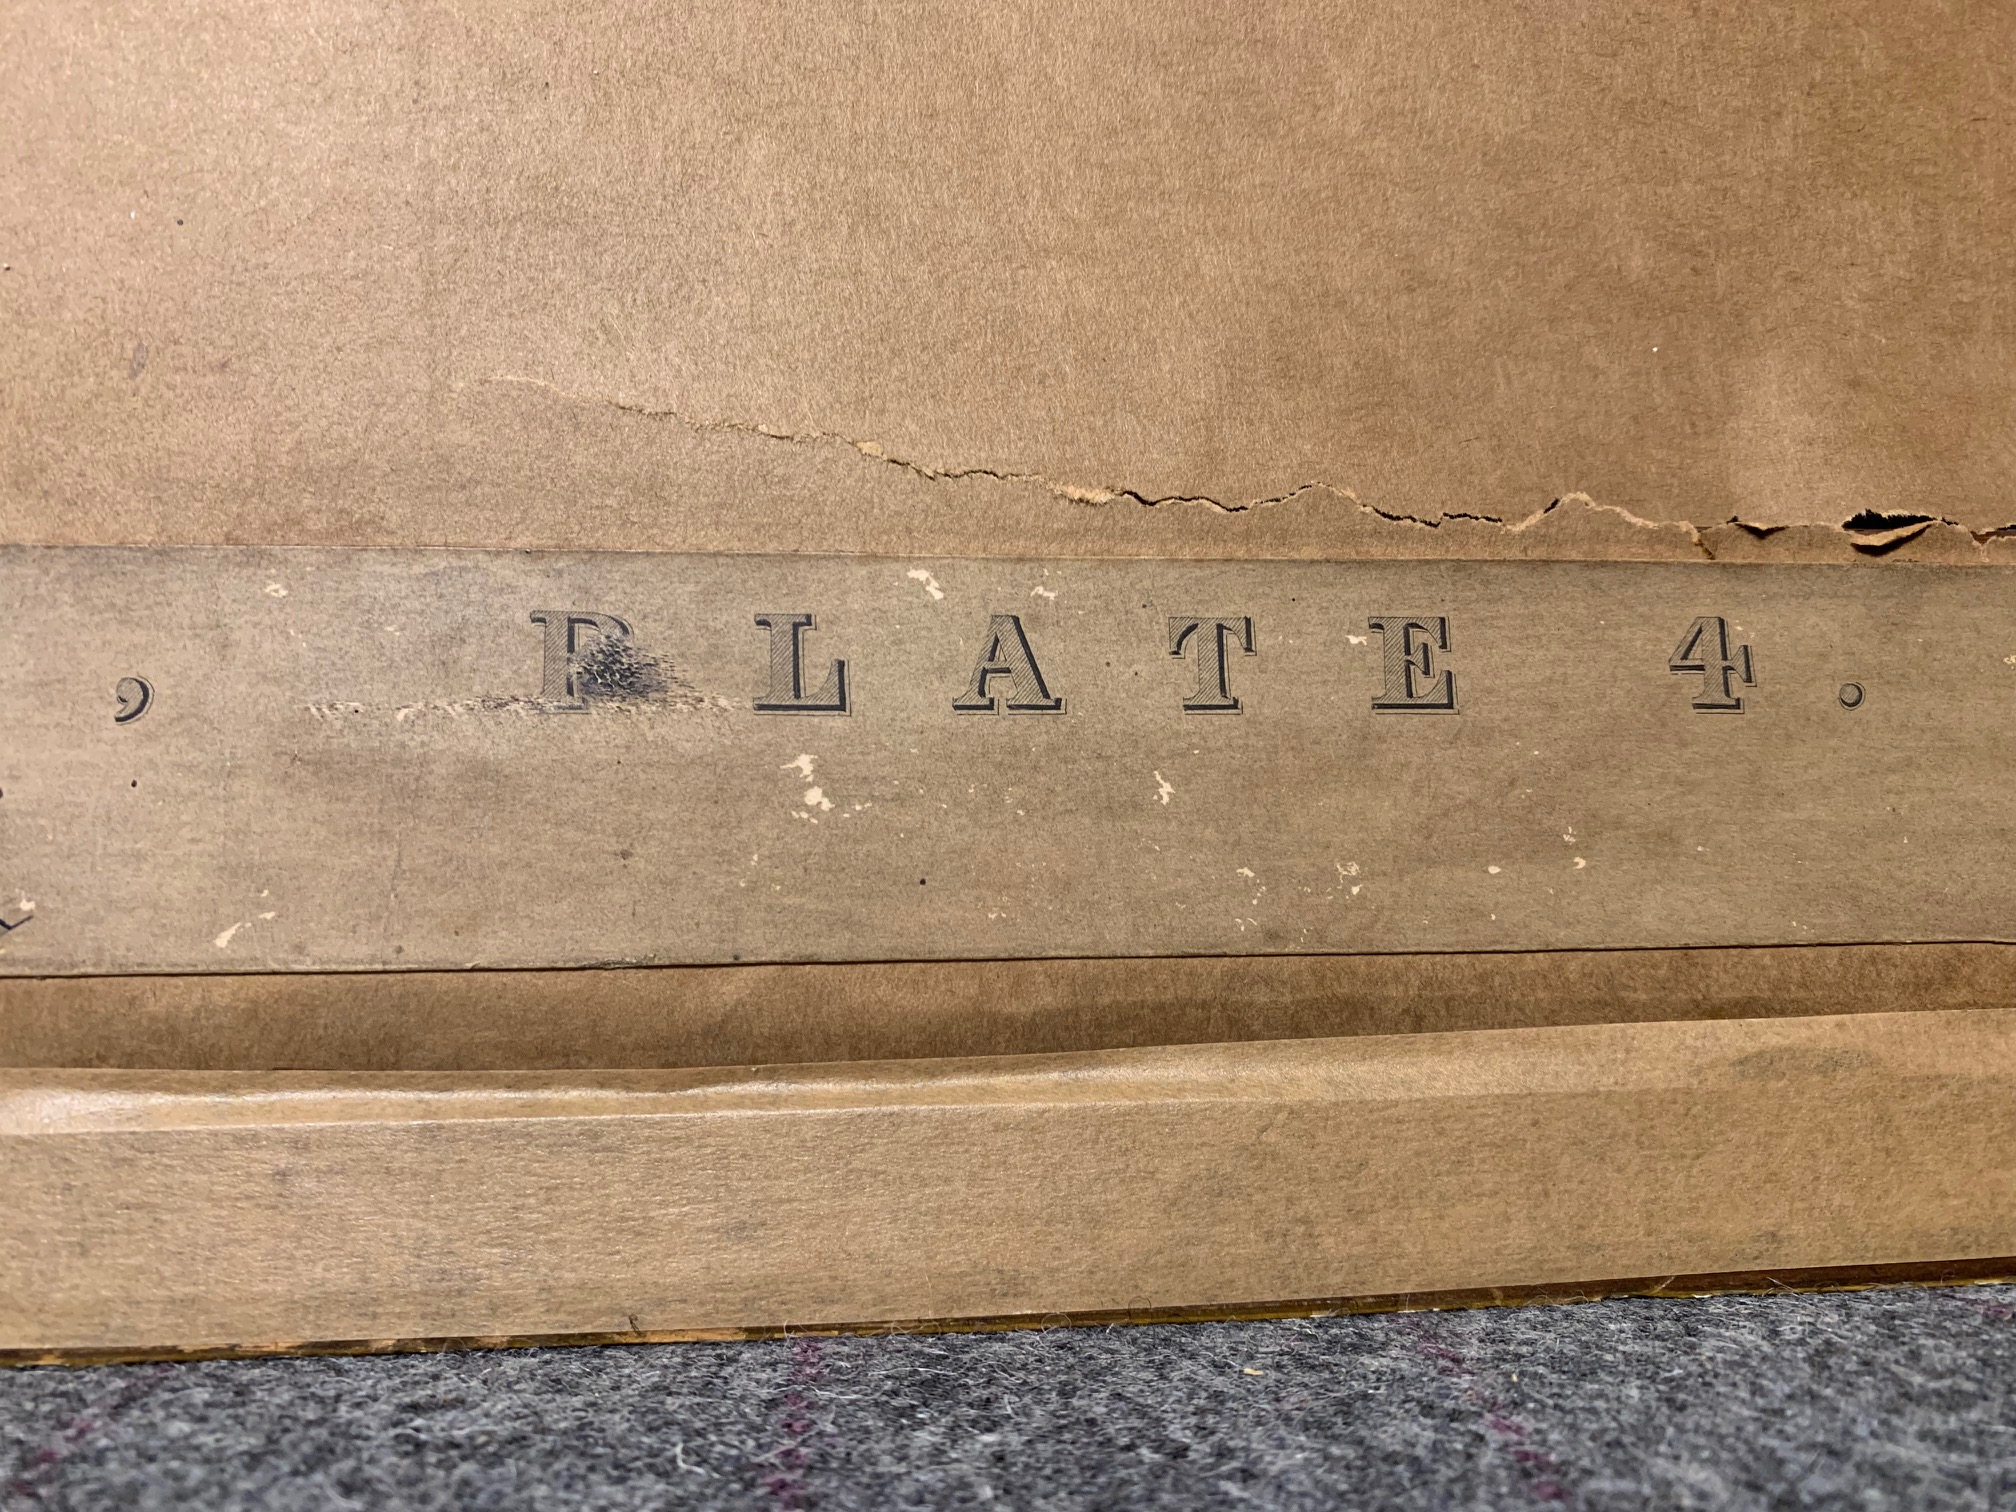 , PLATE 4.